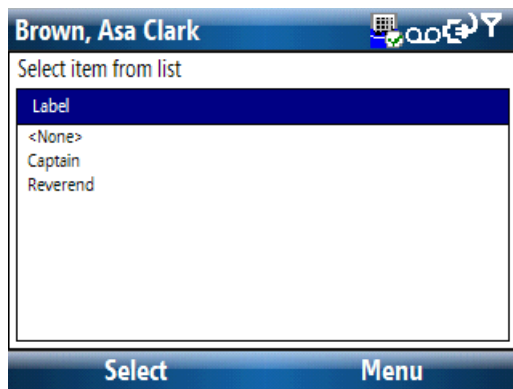 Brown, Asa Clark
Select item from list
Label
<None>
Captain
Reverend
Select Menu